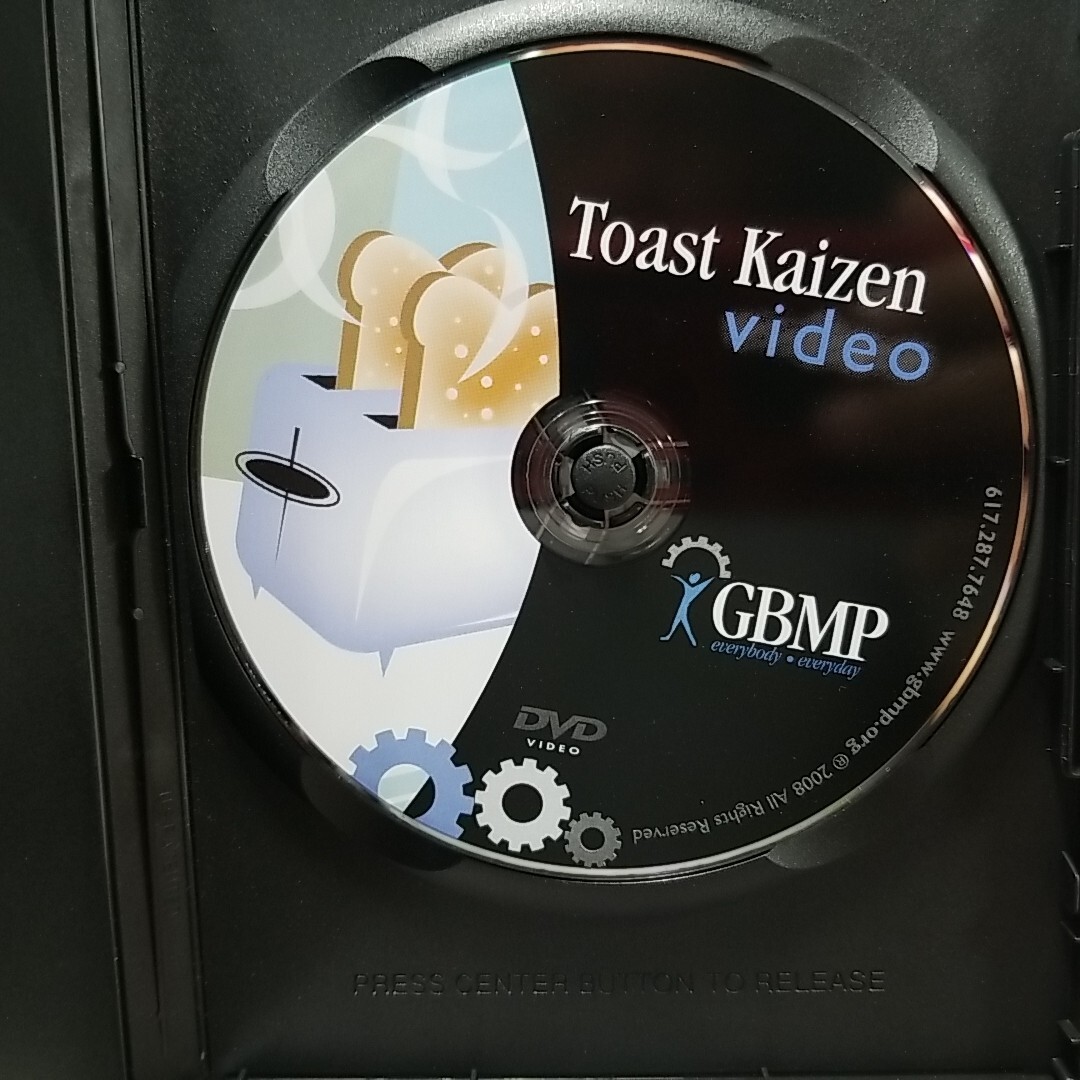 Toast Kaizen
video
PUSH
GBMP
everybody • everyday
DVD
VIDEO
617.287.7648 www.gbmp.org ® 2008 All Rights Reserved
PRESS CENTER BUTTON TO RELEASE